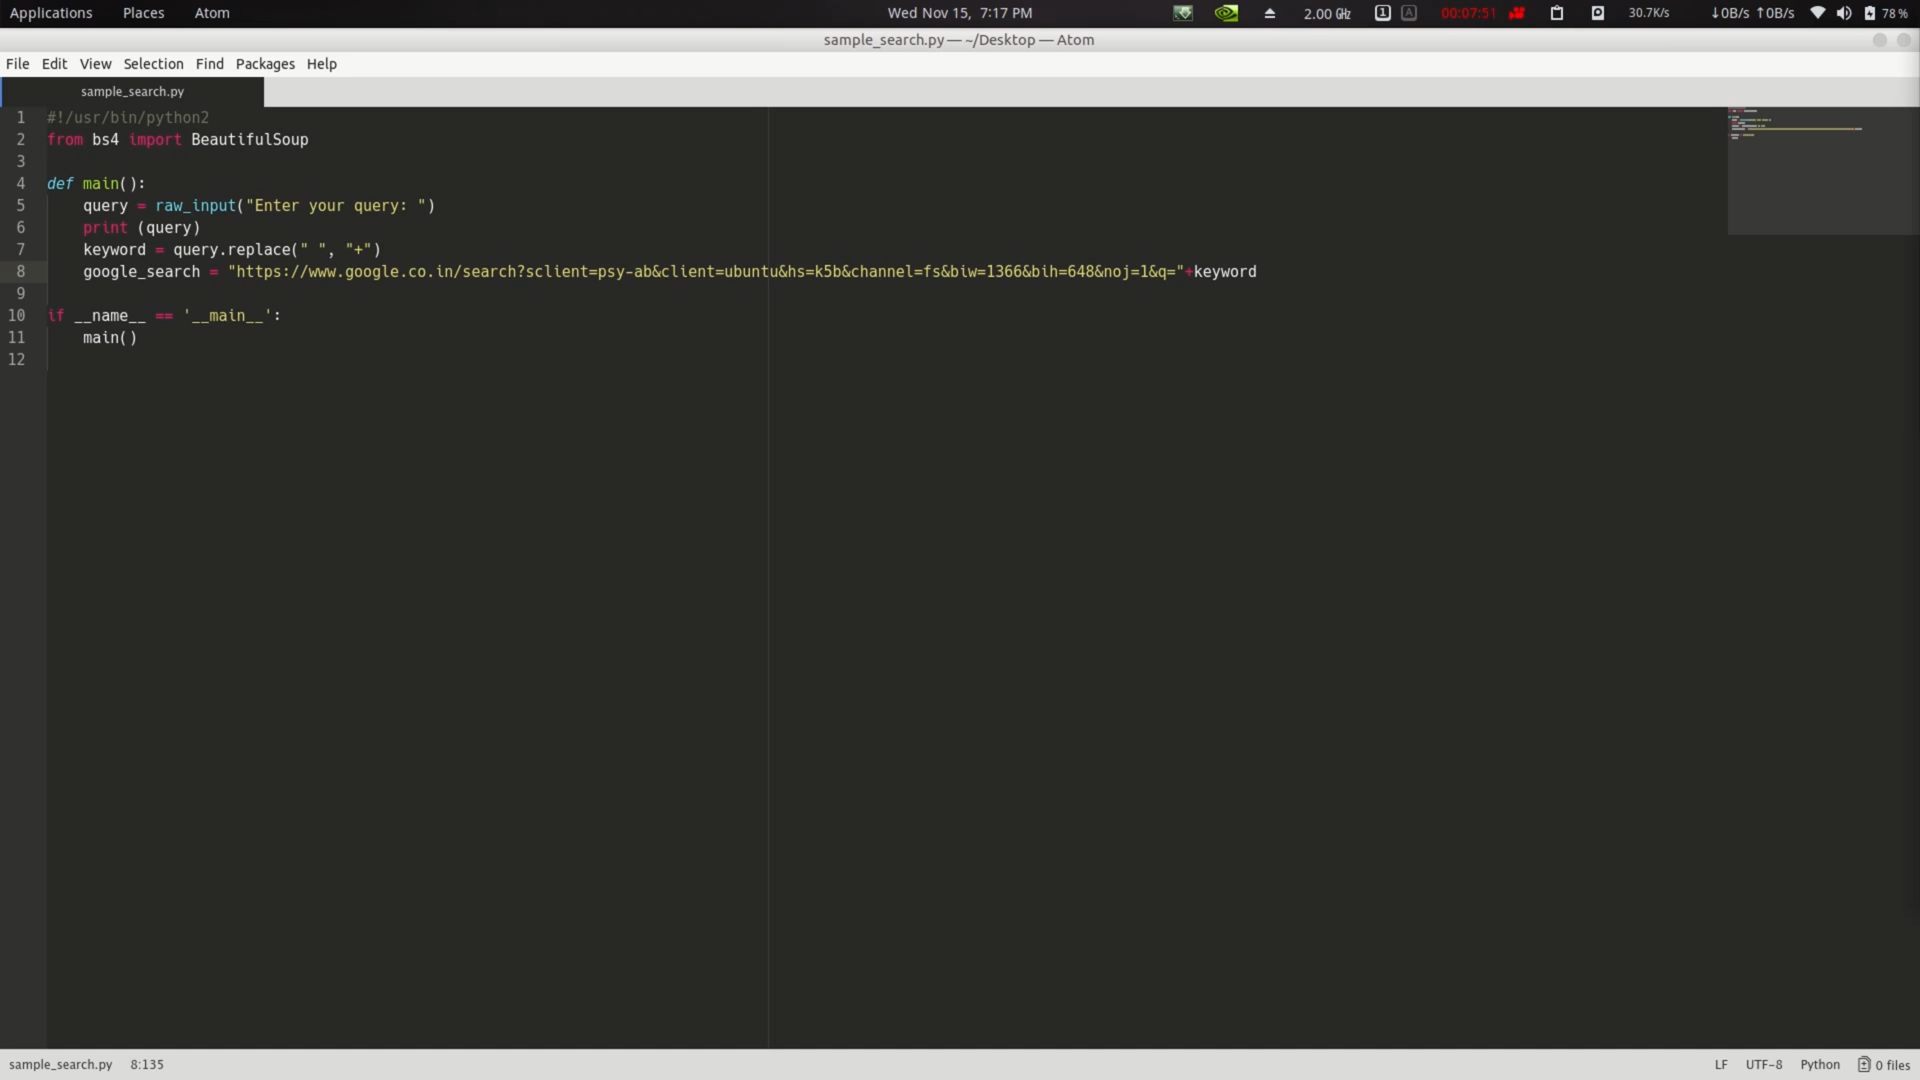 Applications Places Atom Wed Nov 15, 7:17 PM 2.00 GHz 1 A 00:07:51 30.7K/s ↓0B/s ↑0B/s 78 %
sample_search.py — ~/Desktop — Atom
File Edit View Selection Find Packages Help
sample_search.py
1 #!/usr/bin/python2
2 from bs4 import BeautifulSoup
3
4 def main():
5     query = raw_input("Enter your query: ")
6     print (query)
7     keyword = query.replace(" ", "+")
8     google_search = "https://www.google.co.in/search?sclient=psy-ab&client=ubuntu&hs=k5b&channel=fs&biw=1366&bih=648&noj=1&q="+keyword
9
10 if __name__ == '__main__':
11     main()
12
sample_search.py 8:135 LF UTF-8 Python 0 files